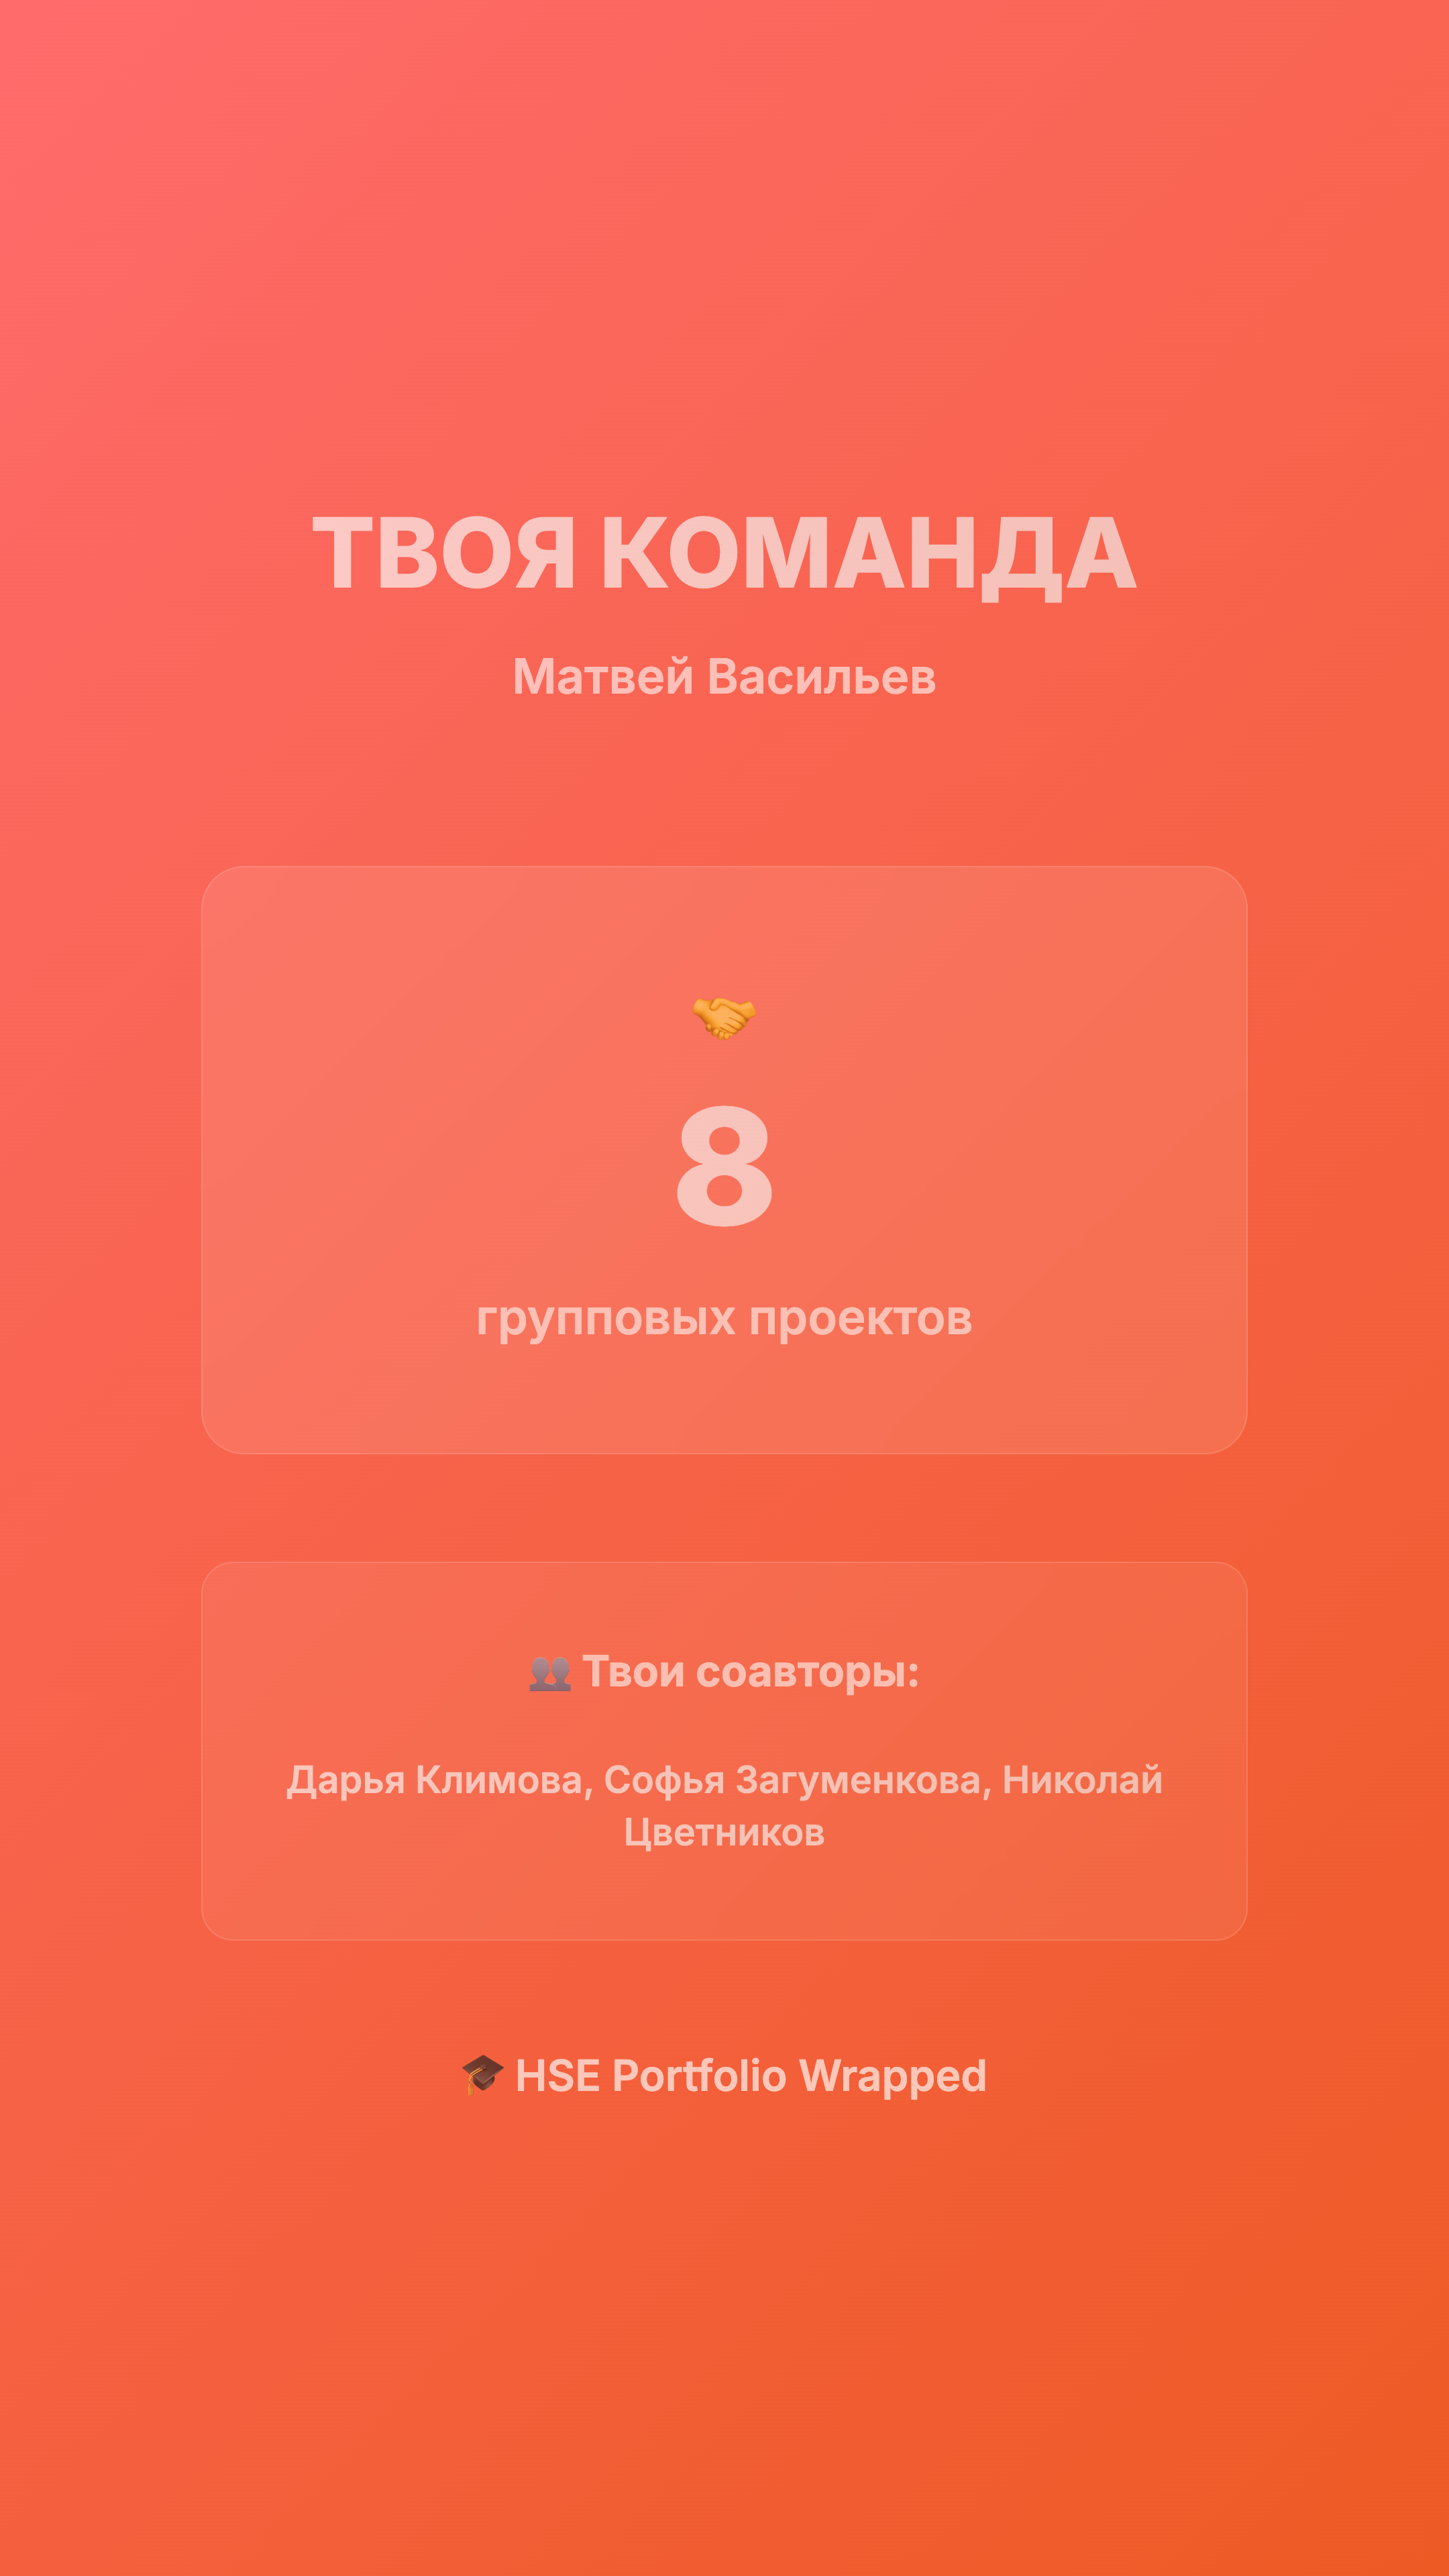 ТВОЯ КОМАНДА
Матвей Васильев
8
групповых проектов
Твои соавторы:
Дарья Климова, Софья Загуменкова, Николай
Цветников
HSE Portfolio Wrapped